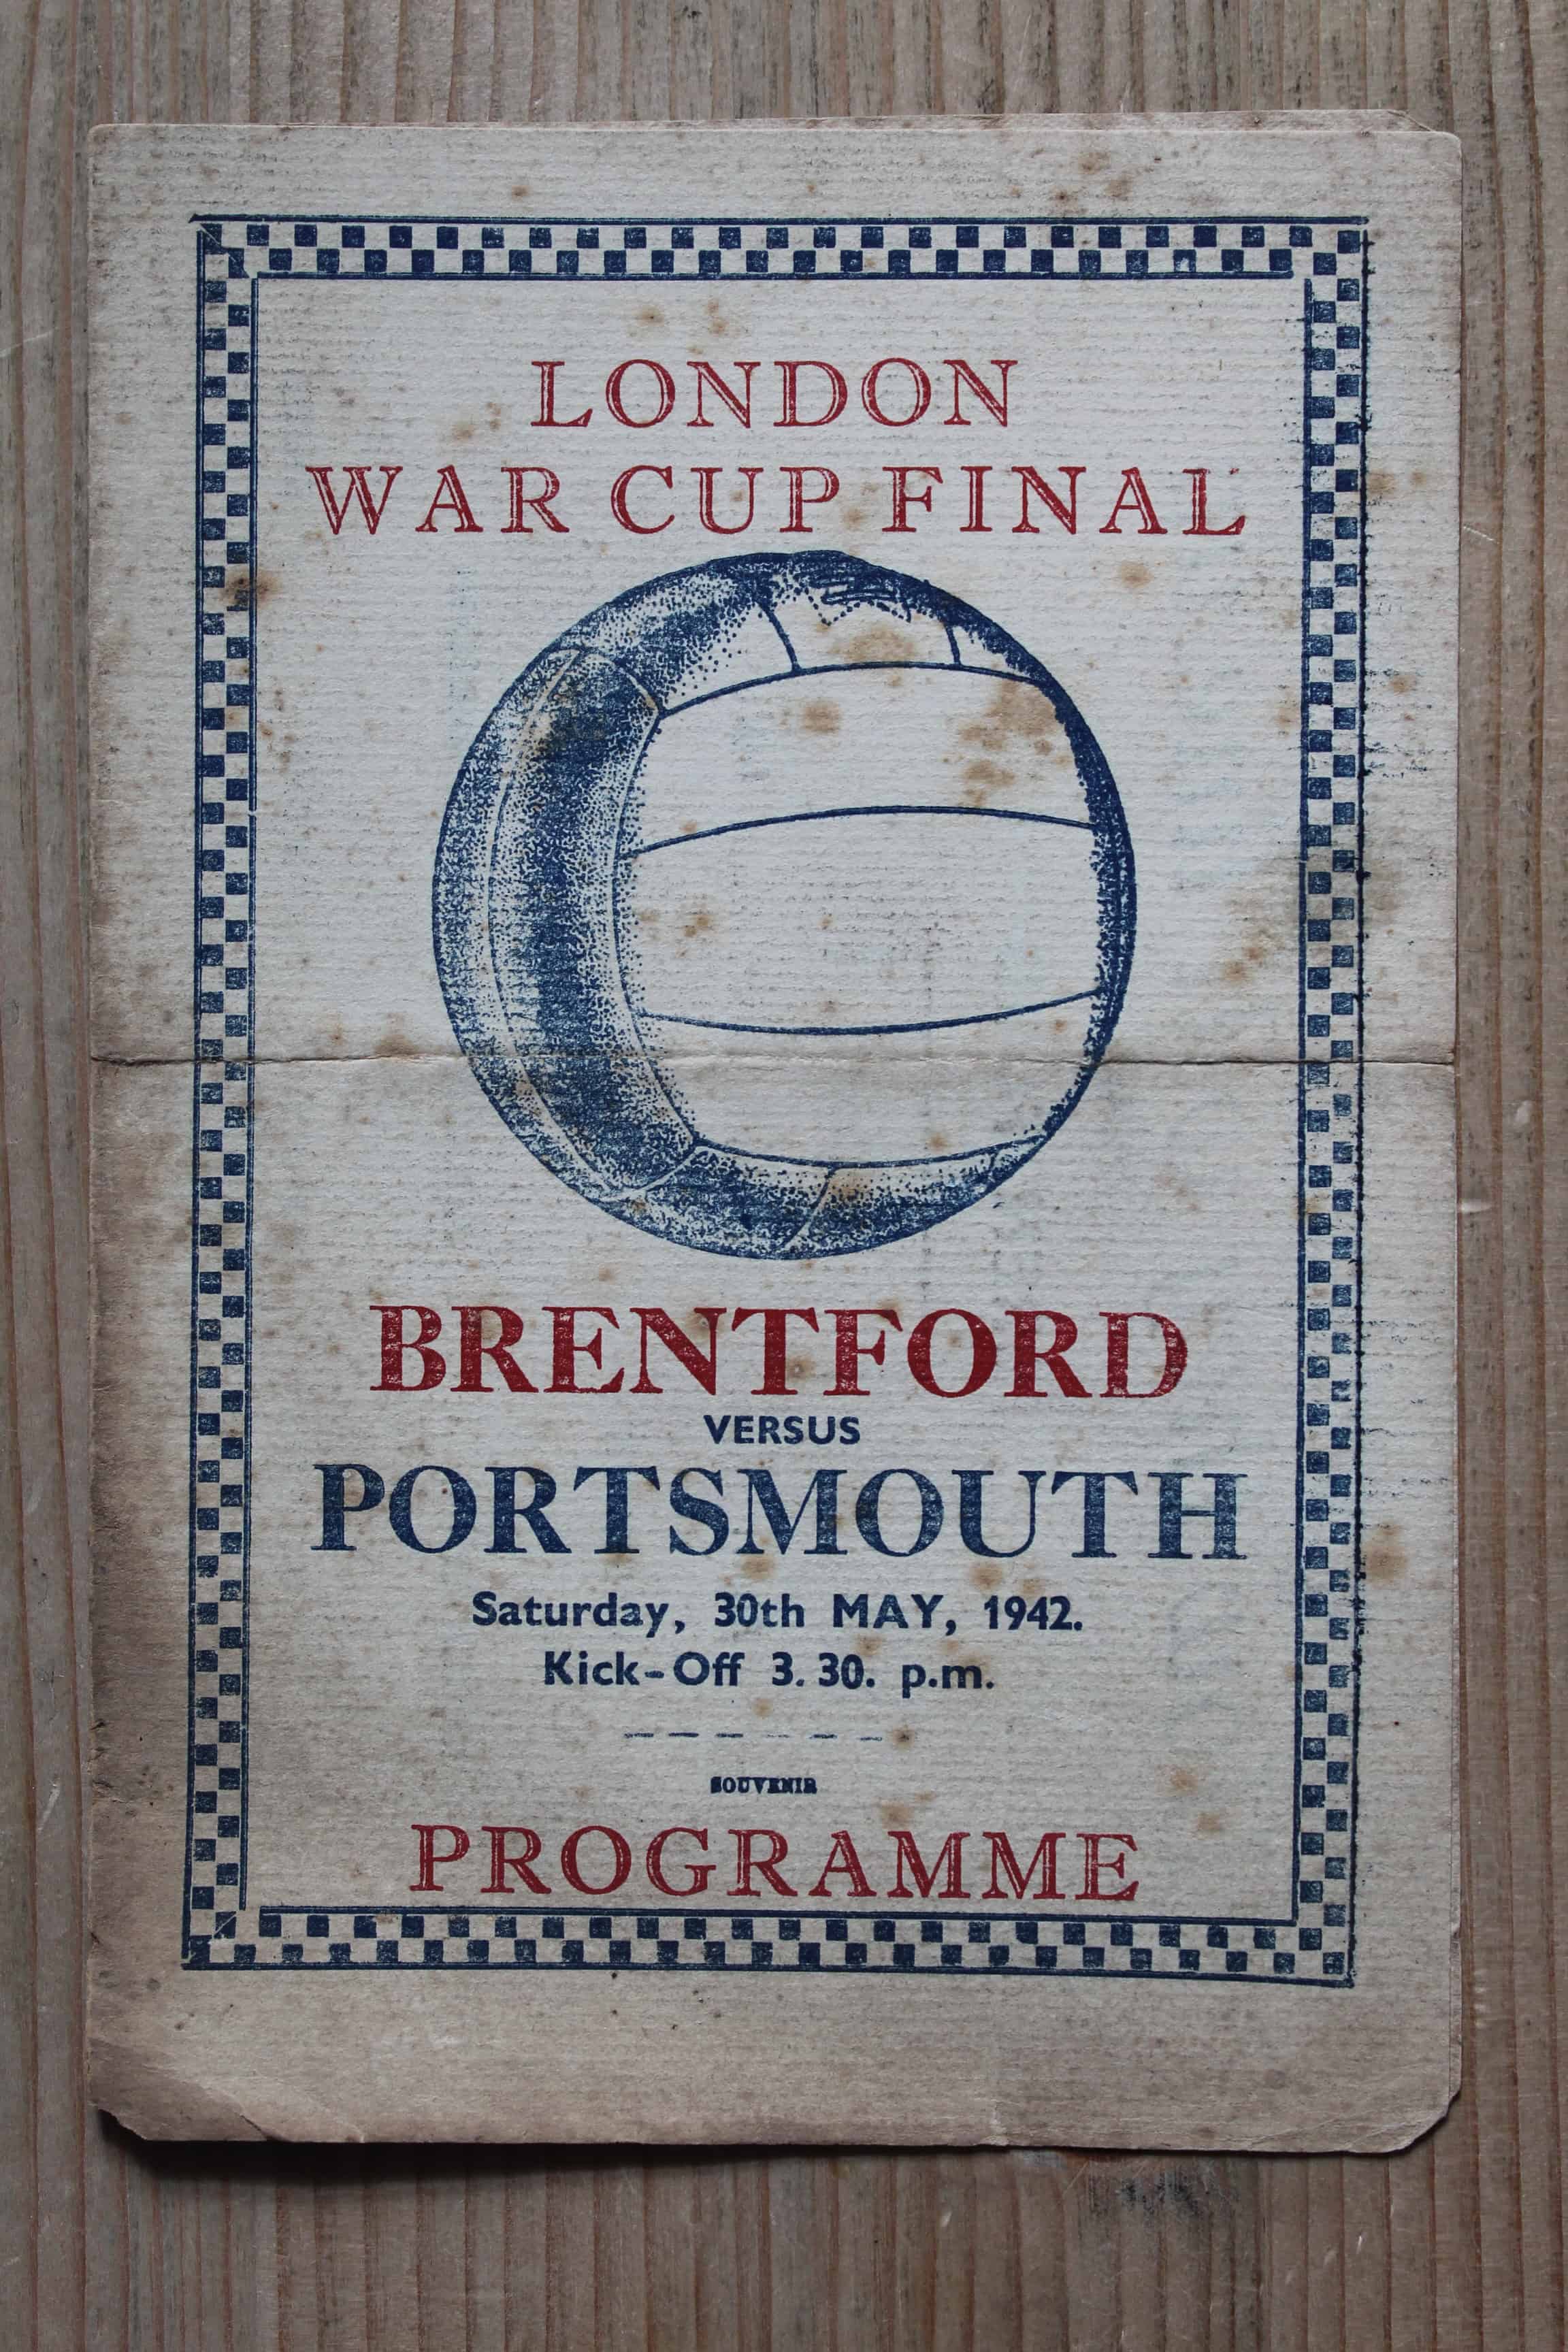 LONDON
WAR CUP FINAL
BRENTFORD
VERSUS
PORTSMOUTH
Saturday, 30th MAY, 1942.
Kick-Off 3.30. p.m.
SOUVENIR
PROGRAMME